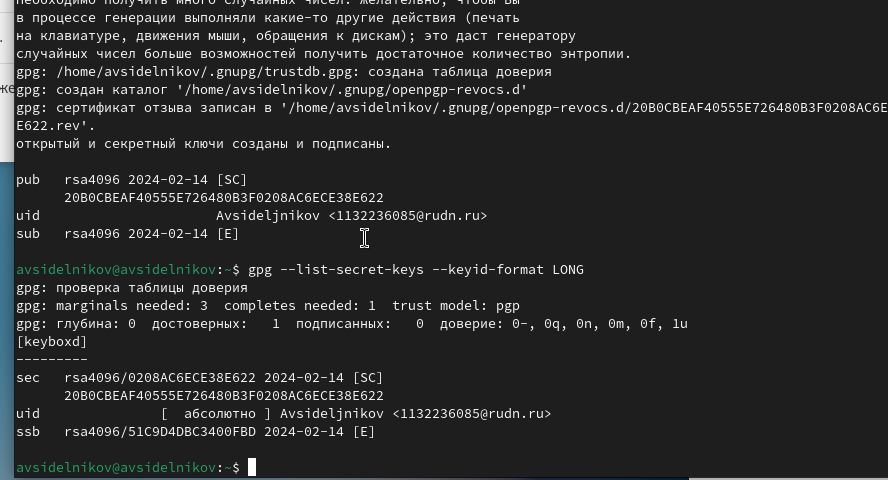 необходимо получить много случайных чисел. Желательно, чтобы вы
в процессе генерации выполняли какие-то другие действия (печать
на клавиатуре, движения мыши, обращения к дискам); это даст генератору
случайных чисел больше возможностей получить достаточное количество энтропии.
gpg: /home/avsidelnikov/.gnupg/trustdb.gpg: создана таблица доверия
gpg: создан каталог '/home/avsidelnikov/.gnupg/openpgp-revocs.d'
gpg: сертификат отзыва записан в '/home/avsidelnikov/.gnupg/openpgp-revocs.d/20B0CBEAF40555E726480B3F0208AC6E
E622.rev'.
открытый и секретный ключи созданы и подписаны.
pub   rsa4096 2024-02-14 [SC]
      20B0CBEAF40555E726480B3F0208AC6ECE38E622
uid                      Avsideljnikov <1132236085@rudn.ru>
sub   rsa4096 2024-02-14 [E]
avsidelnikov@avsidelnikov:~$ gpg --list-secret-keys --keyid-format LONG
gpg: проверка таблицы доверия
gpg: marginals needed: 3  completes needed: 1  trust model: pgp
gpg: глубина: 0  достоверных:   1  подписанных:   0  доверие: 0-, 0q, 0n, 0m, 0f, 1u
[keyboxd]
---------
sec   rsa4096/0208AC6ECE38E622 2024-02-14 [SC]
      20B0CBEAF40555E726480B3F0208AC6ECE38E622
uid               [  абсолютно ] Avsideljnikov <1132236085@rudn.ru>
ssb   rsa4096/51C9D4DBC3400FBD 2024-02-14 [E]
avsidelnikov@avsidelnikov:~$